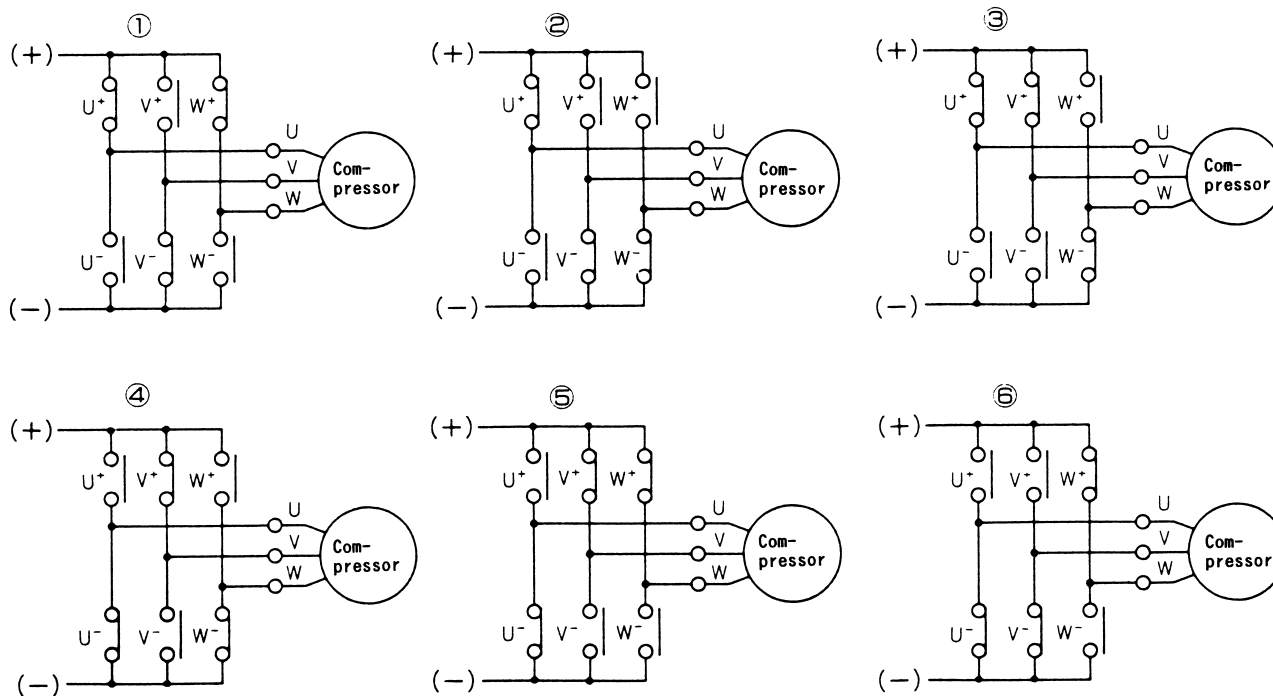 ①
(+)
U⁺ V⁺ W⁺
U
V
W
Com-
pressor
U⁻ V⁻ W⁻
(−)
②
(+)
U⁺ V⁺ W⁺
U
V
W
Com-
pressor
U⁻ V⁻ W⁻
(−)
③
(+)
U⁺ V⁺ W⁺
U
V
W
Com-
pressor
U⁻ V⁻ W⁻
(−)
④
(+)
U⁺ V⁺ W⁺
U
V
W
Com-
pressor
U⁻ V⁻ W⁻
(−)
⑤
(+)
U⁺ V⁺ W⁺
U
V
W
Com-
pressor
U⁻ V⁻ W⁻
(−)
⑥
(+)
U⁺ V⁺ W⁺
U
V
W
Com-
pressor
U⁻ V⁻ W⁻
(−)